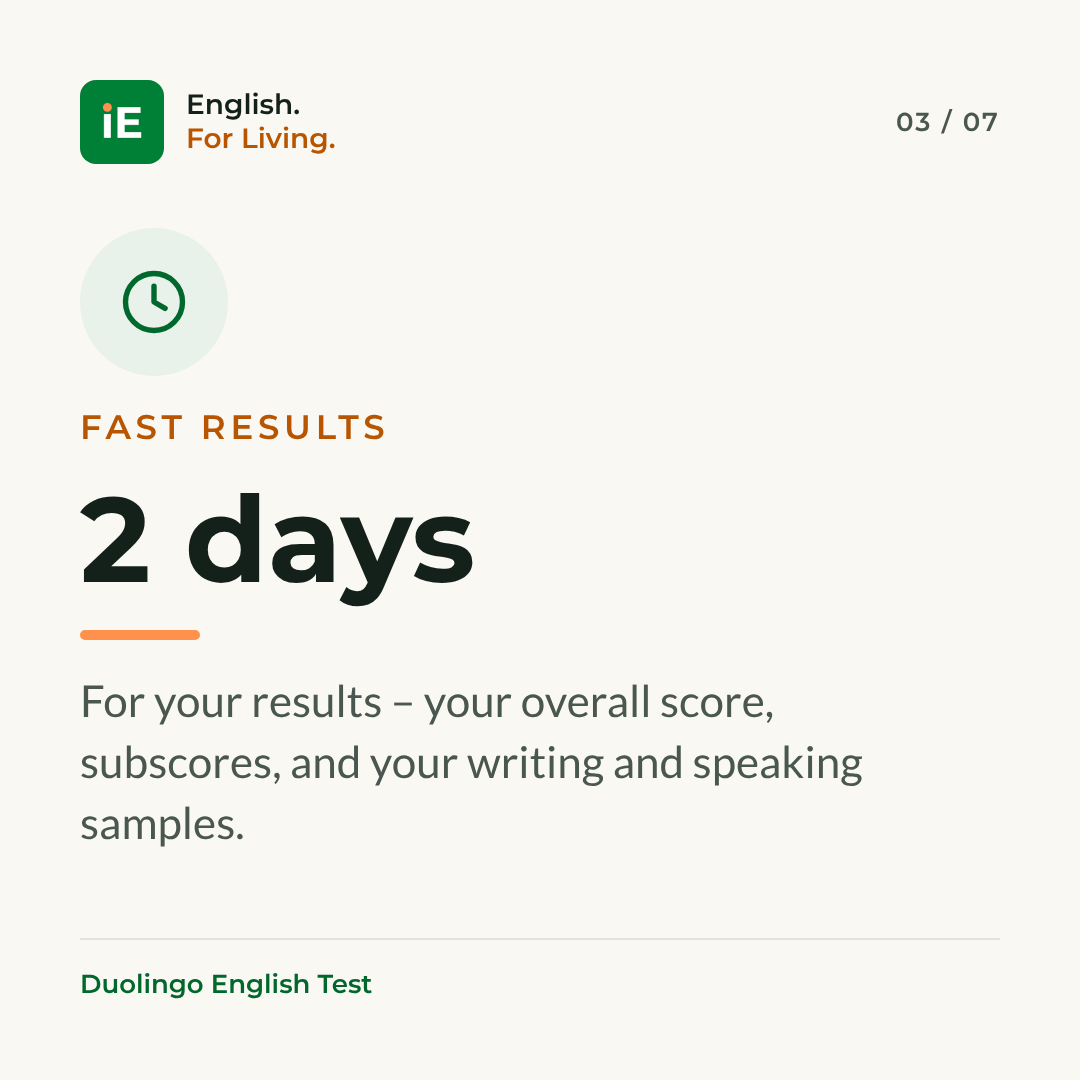 iE
English.
For Living.
03 / 07
FAST RESULTS
2 days
For your results – your overall score,
subscores, and your writing and speaking
samples.
Duolingo English Test